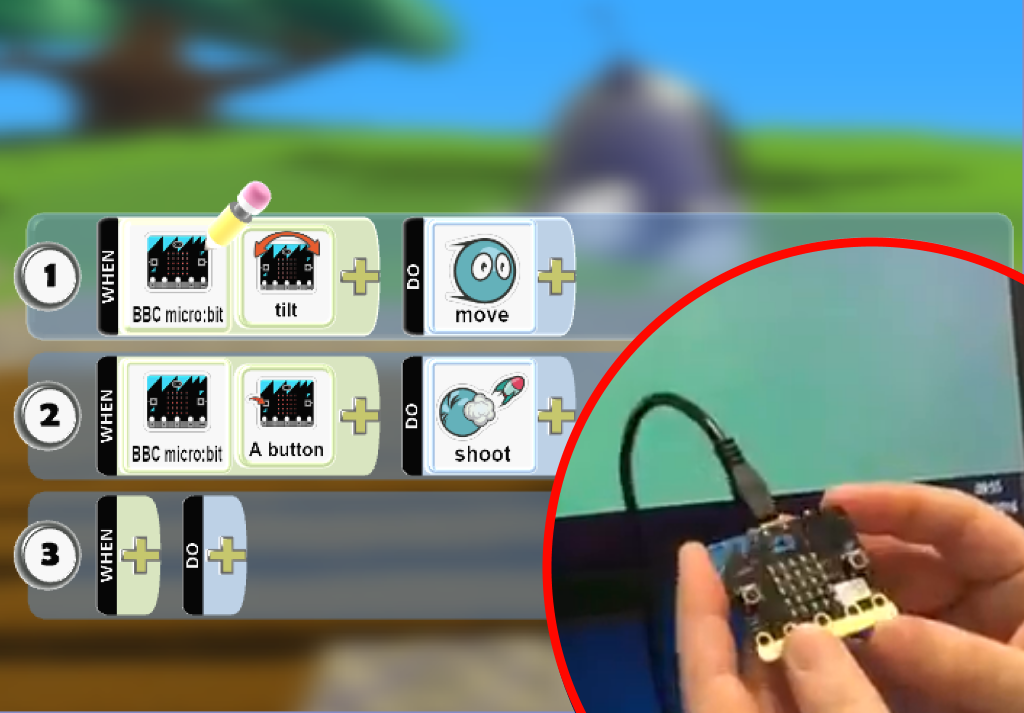 1
WHEN
BBC micro:bit
tilt
DO
move
2
WHEN
BBC micro:bit
A button
DO
shoot
3
WHEN
DO